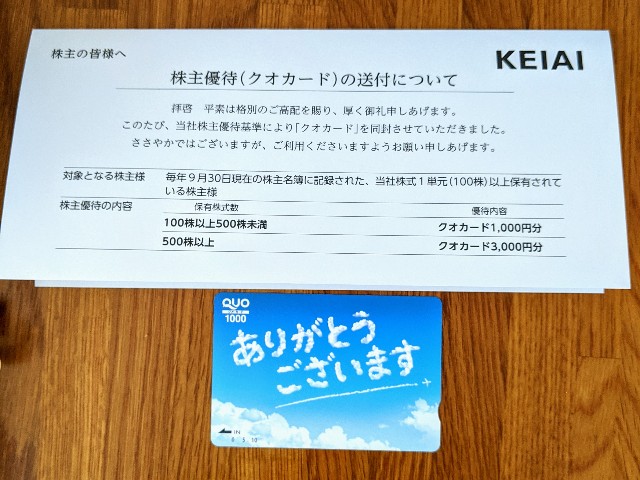 株主の皆様へ
KEIAI
株主優待(クオカード)の送付について
拝啓 平素は格別のご高配を賜り、厚く御礼申しあげます。
このたび、当社株主優待基準により「クオカード」を同封させていただきました。
ささやかではございますが、ご利用くださいますようお願い申しあげます。
対象となる株主様 毎年9月30日現在の株主名簿に記録された、当社株式1単元(100株)以上保有されて
いる株主様
株主優待の内容 保有株式数 優待内容
100株以上500株未満 クオカード1,000円分
500株以上 クオカード3,000円分
QUO
1000
ありがとう
ございます
IN
0 5 10